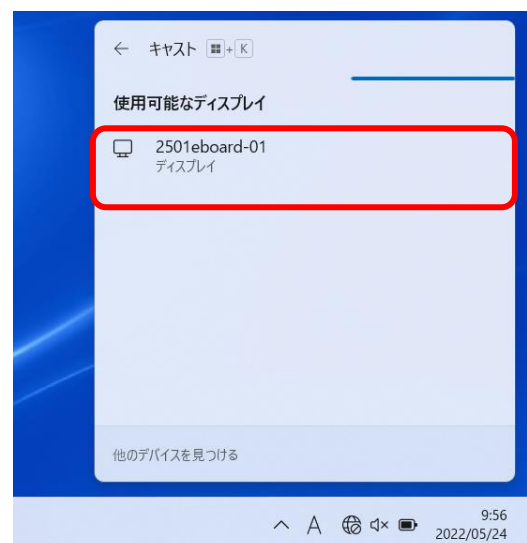 ← キャスト ⊞ + K
使用可能なディスプレイ
2501eboard-01
ディスプレイ
他のデバイスを見つける
A
9:56
2022/05/24